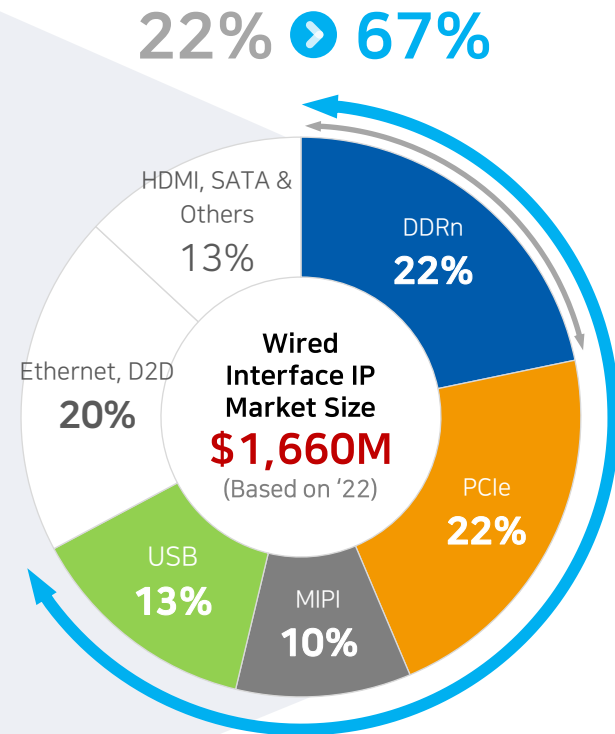 22% 67%
HDMI, SATA &
Others
13%
DDRn
22%
Wired
Interface IP
Market Size
$1,660M
(Based on ‘22)
Ethernet, D2D
20%
PCIe
22%
USB
13%
MIPI
10%